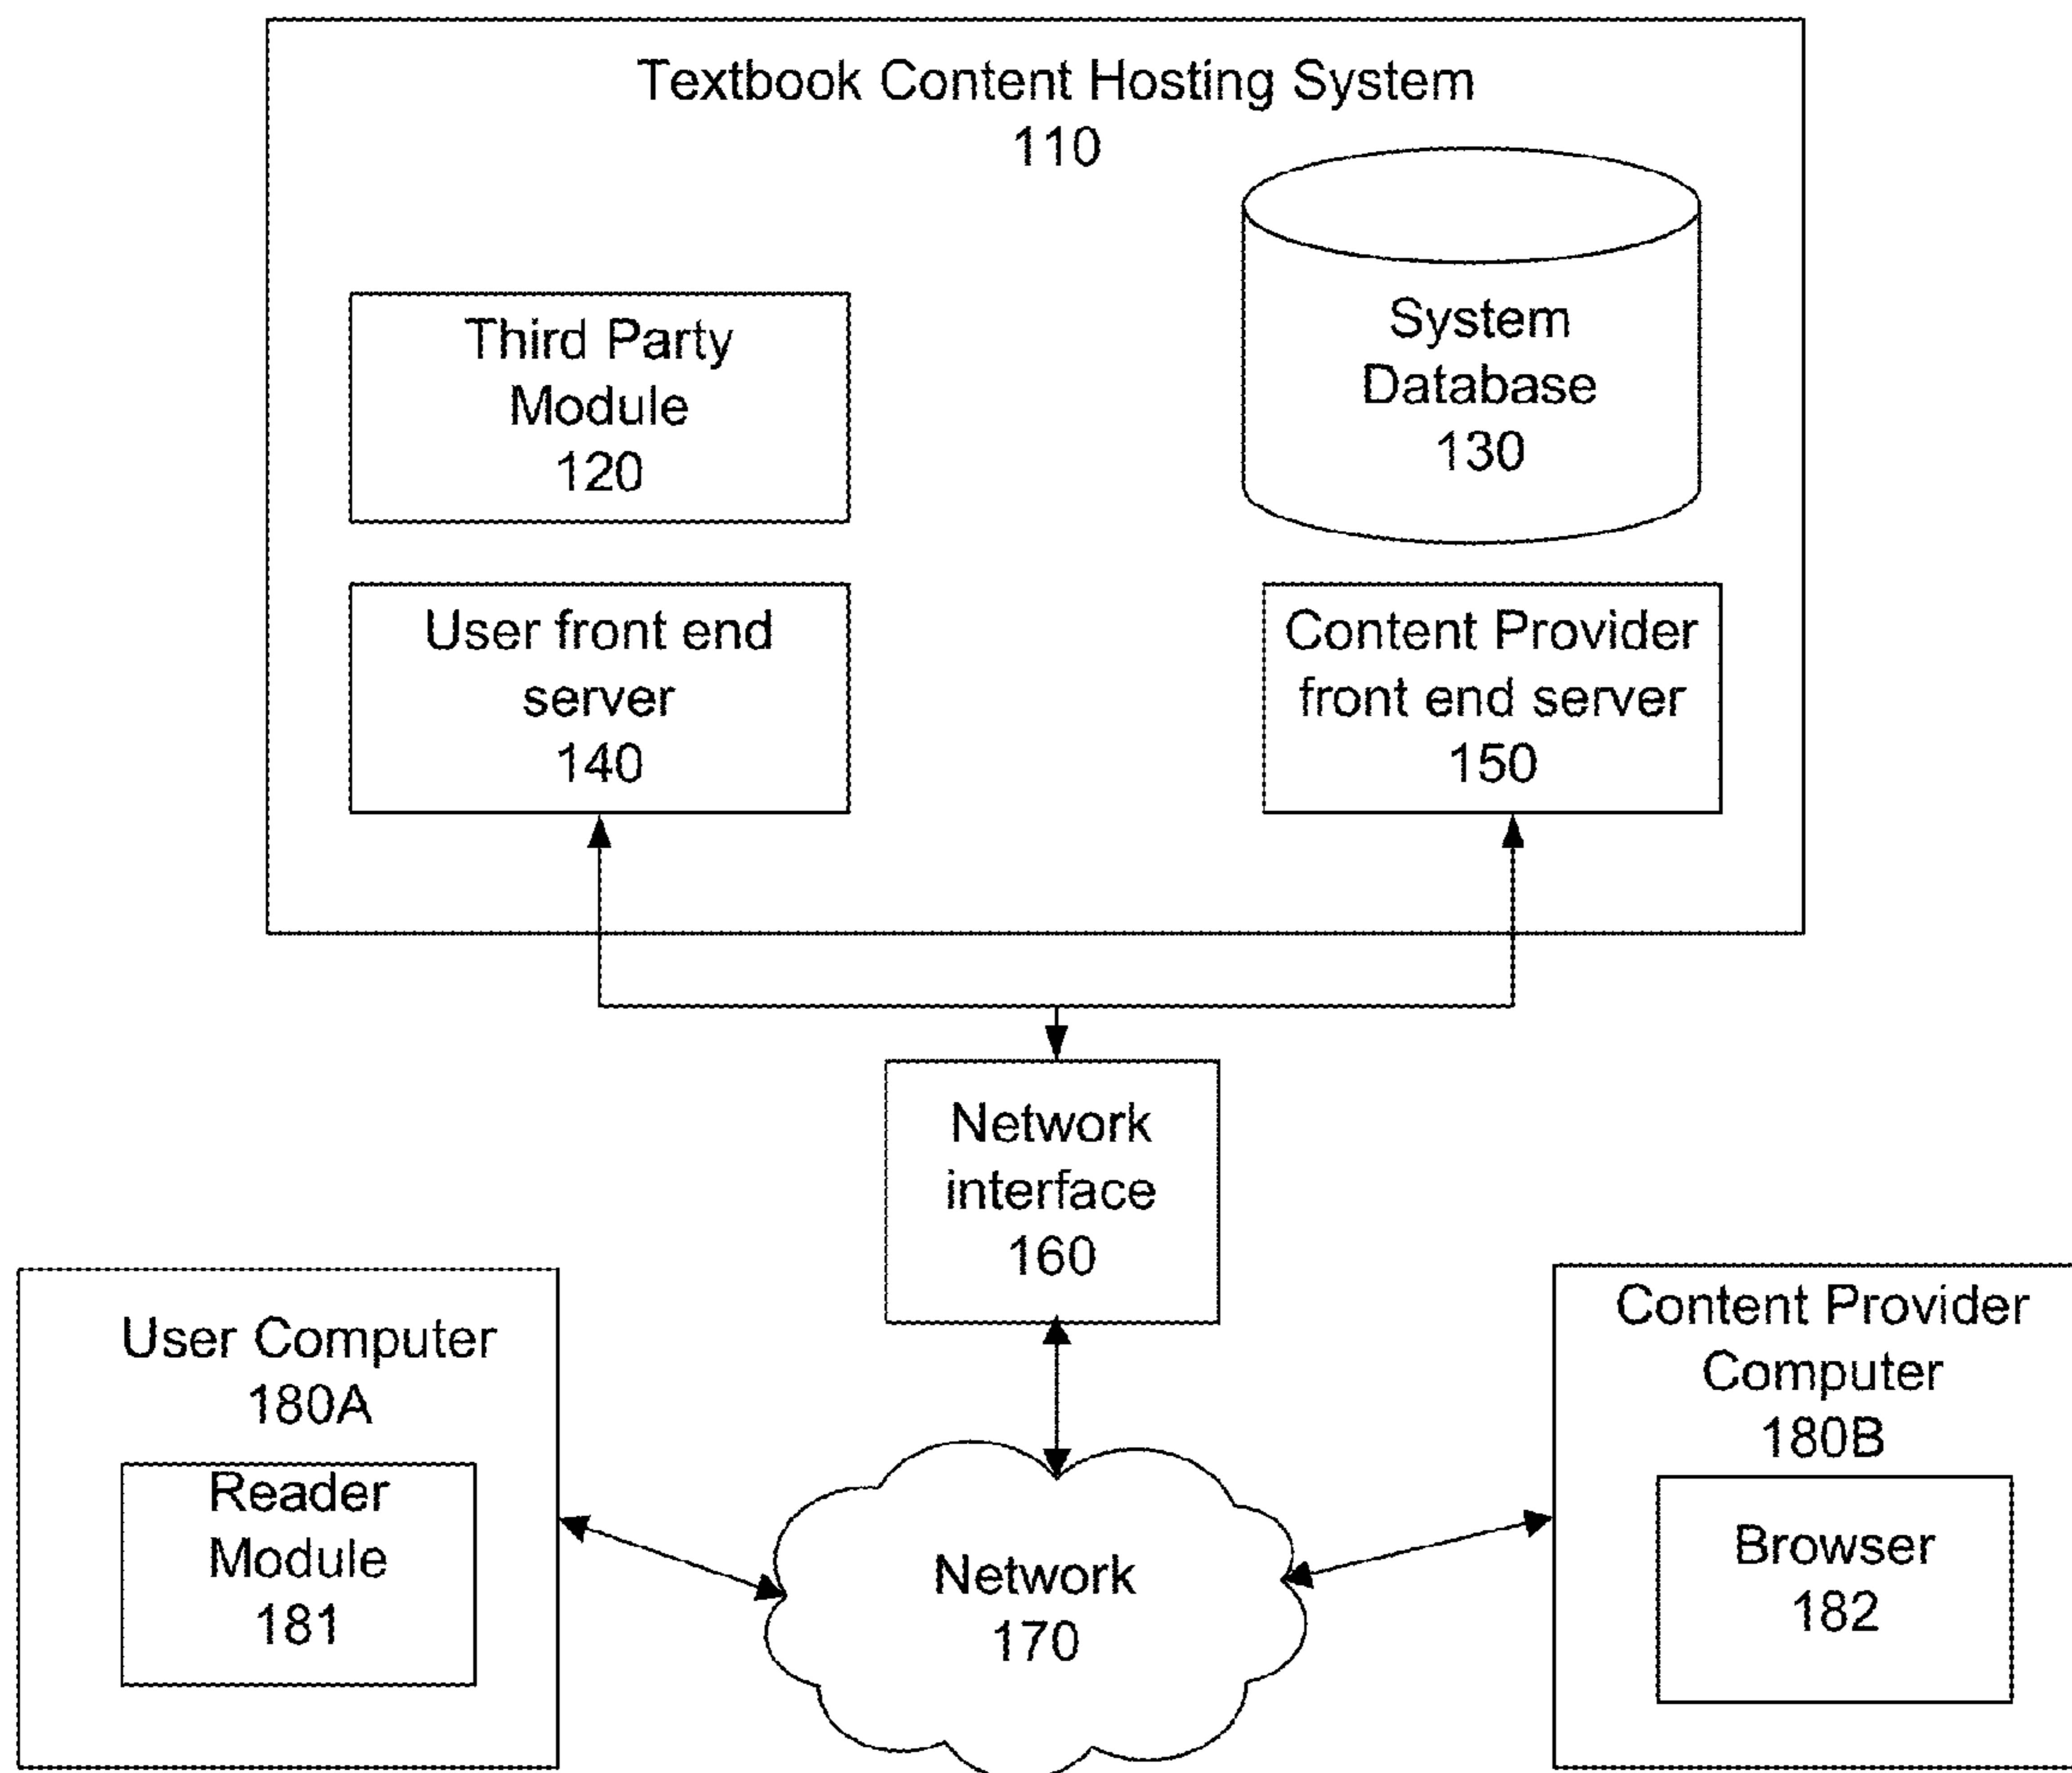 Textbook Content Hosting System
110
Third Party
Module
120
System
Database
130
User front end
server
140
Content Provider
front end server
150
Network
interface
160
User Computer
180A
Reader
Module
181
Network
170
Content Provider
Computer
180B
Browser
182